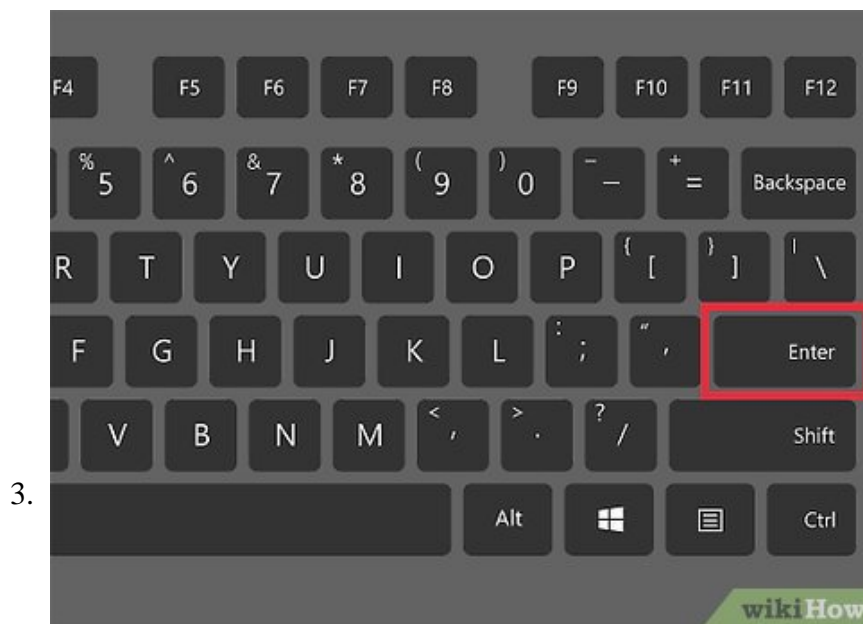 F4 F5 F6 F7 F8 F9 F10 F11 F12
% 5 ^ 6 & 7 * 8 ( 9 ) 0 – — + = Backspace
R T Y U I O P { [ } ] | \
F G H J K L : ; “ ' Enter
V B N M < , > . ? / Shift
3.
Alt Ctrl
wikiHow